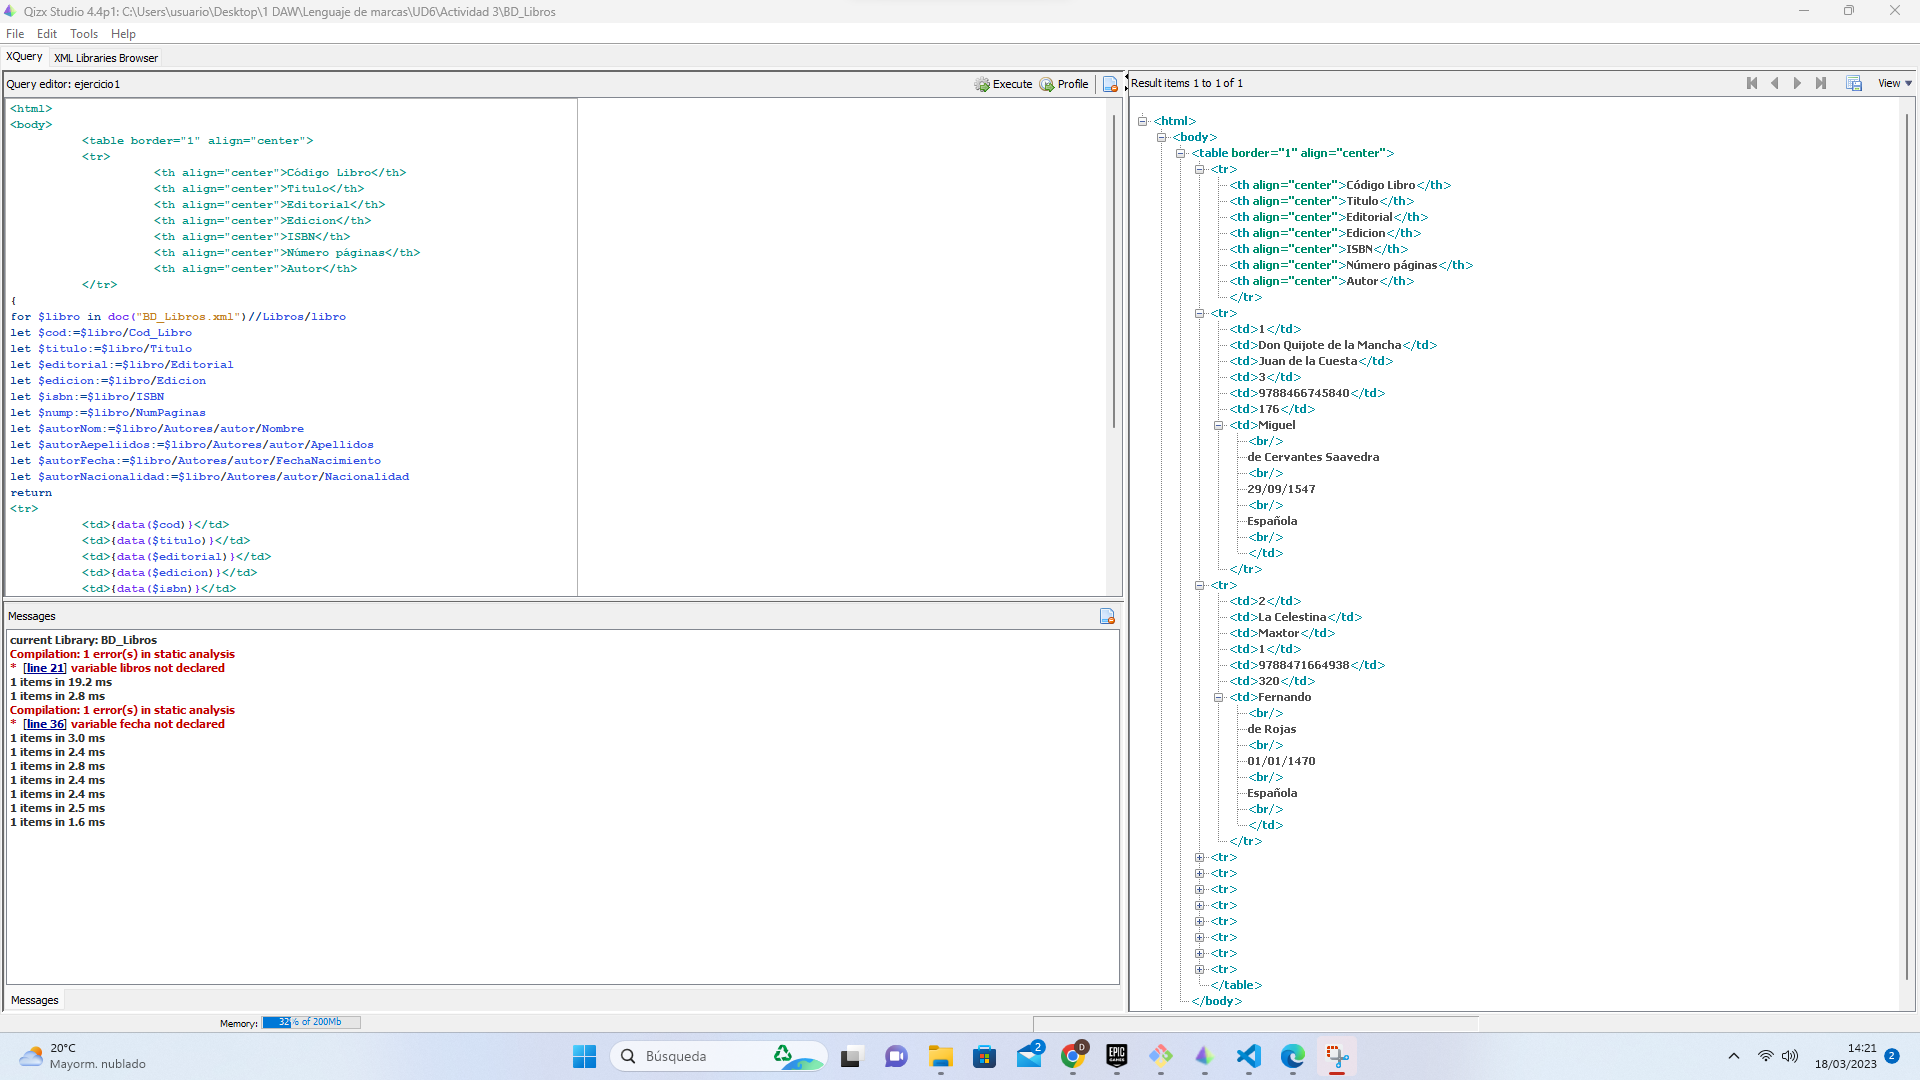 Qizx Studio 4.4p1: C:\Users\usuario\Desktop\1 DAW\Lenguaje de marcas\UD6\Actividad 3\BD_Libros
File Edit Tools Help
XQuery XML Libraries Browser
Query editor: ejercicio1 Execute Profile
<html>
<body>
<table border="1" align="center">
<tr>
<th align="center">Código Libro</th>
<th align="center">Titulo</th>
<th align="center">Editorial</th>
<th align="center">Edicion</th>
<th align="center">ISBN</th>
<th align="center">Número páginas</th>
<th align="center">Autor</th>
</tr>
{
for $libro in doc("BD_Libros.xml")//Libros/libro
let $cod:=$libro/Cod_Libro
let $titulo:=$libro/Titulo
let $editorial:=$libro/Editorial
let $edicion:=$libro/Edicion
let $isbn:=$libro/ISBN
let $nump:=$libro/NumPaginas
let $autorNom:=$libro/Autores/autor/Nombre
let $autorAepeliidos:=$libro/Autores/autor/Apellidos
let $autorFecha:=$libro/Autores/autor/FechaNacimiento
let $autorNacionalidad:=$libro/Autores/autor/Nacionalidad
return
<tr>
<td>{data($cod)}</td>
<td>{data($titulo)}</td>
<td>{data($editorial)}</td>
<td>{data($edicion)}</td>
<td>{data($isbn)}</td>
Messages
current Library: BD_Libros
Compilation: 1 error(s) in static analysis
* [line 21] variable libros not declared
1 items in 19.2 ms
1 items in 2.8 ms
Compilation: 1 error(s) in static analysis
* [line 36] variable fecha not declared
1 items in 3.0 ms
1 items in 2.4 ms
1 items in 2.8 ms
1 items in 2.4 ms
1 items in 2.4 ms
1 items in 2.5 ms
1 items in 1.6 ms
Messages
Memory: 32% of 200Mb
Result items 1 to 1 of 1 View
<html>
<body>
<table border="1" align="center">
<tr>
<th align="center">Código Libro</th>
<th align="center">Titulo</th>
<th align="center">Editorial</th>
<th align="center">Edicion</th>
<th align="center">ISBN</th>
<th align="center">Número páginas</th>
<th align="center">Autor</th>
</tr>
<tr>
<td>1</td>
<td>Don Quijote de la Mancha</td>
<td>Juan de la Cuesta</td>
<td>3</td>
<td>9788466745840</td>
<td>176</td>
<td>Miguel
<br/>
de Cervantes Saavedra
<br/>
29/09/1547
<br/>
Española
<br/>
</td>
</tr>
<tr>
<td>2</td>
<td>La Celestina</td>
<td>Maxtor</td>
<td>1</td>
<td>9788471664938</td>
<td>320</td>
<td>Fernando
<br/>
de Rojas
<br/>
01/01/1470
<br/>
Española
<br/>
</td>
</tr>
<tr>
<tr>
<tr>
<tr>
<tr>
<tr>
<tr>
<tr>
</table>
</body>
20°C
Mayorm. nublado
Búsqueda
2
D
EPIC GAMES
14:21
18/03/2023
2